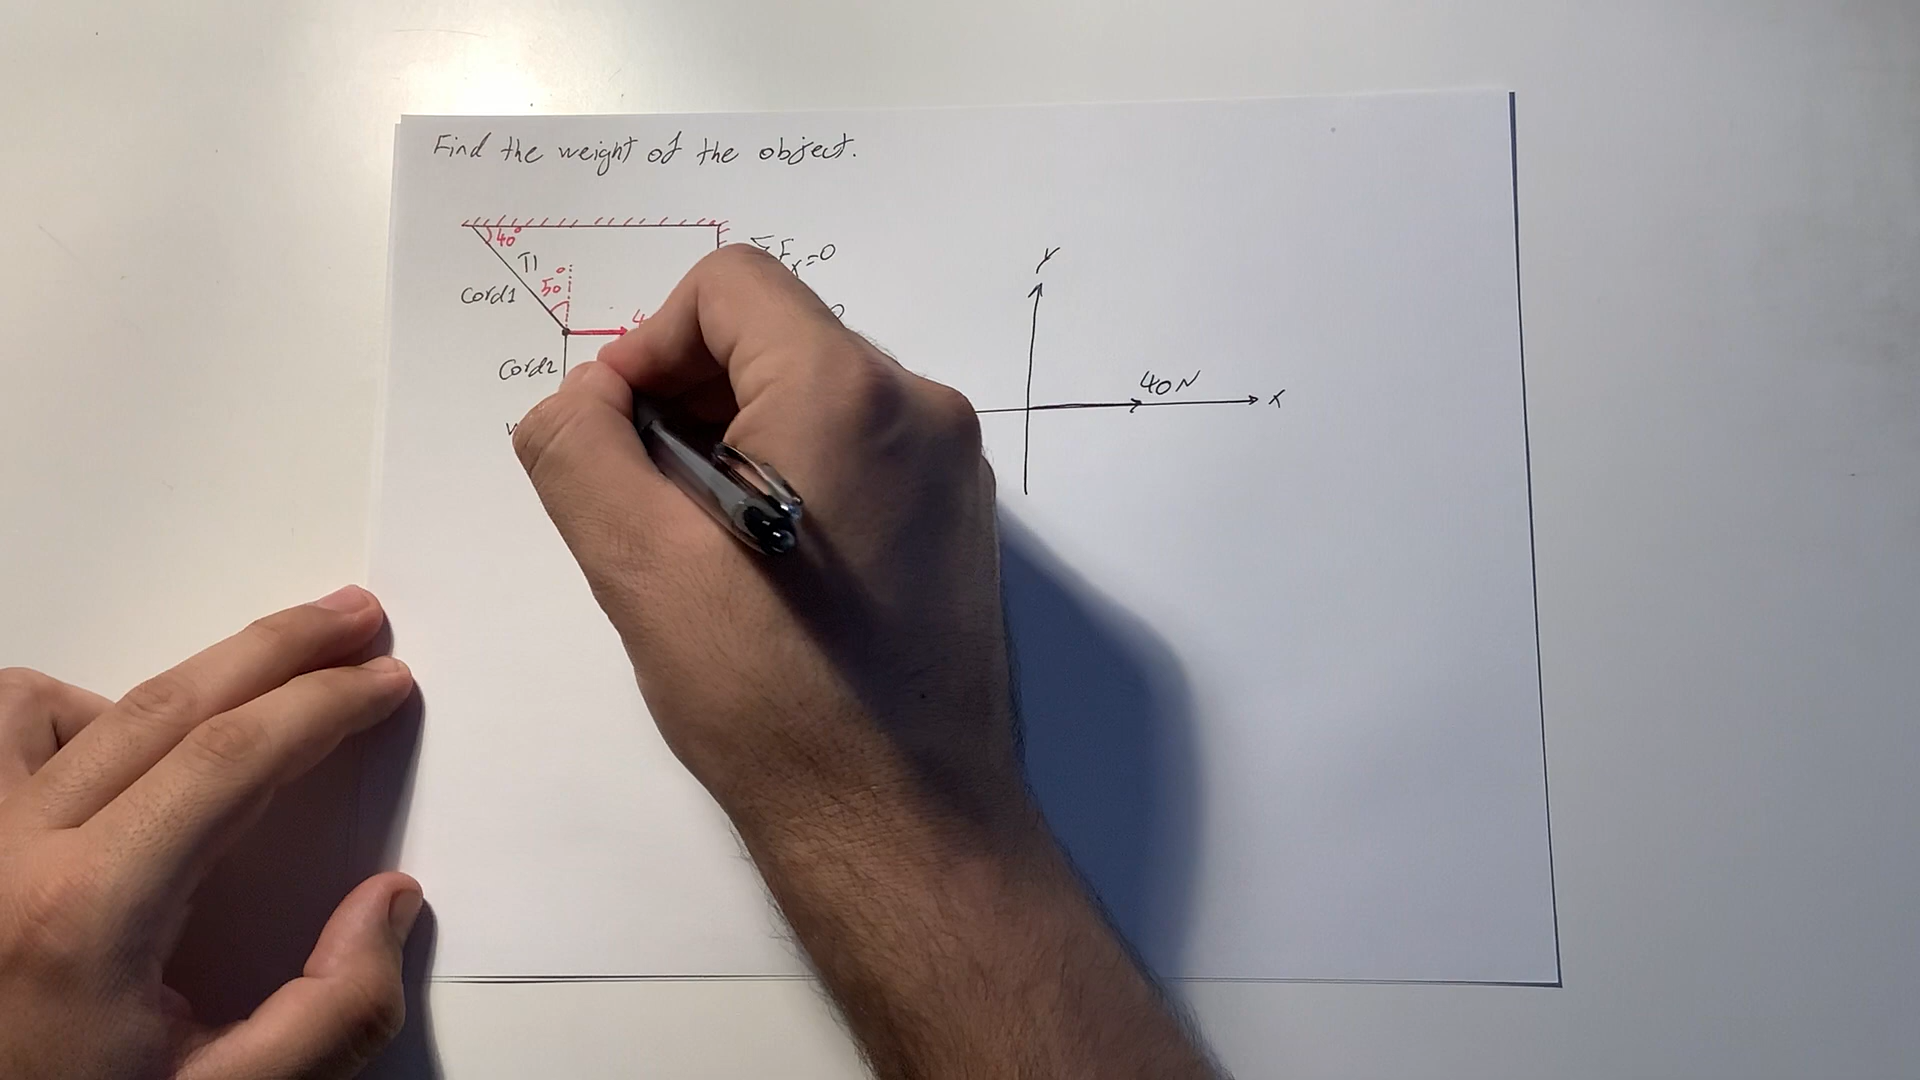 Find the weight of the object.
40°
T1
50°
Cord1
Cord2
ΣFx=0
Y
40N
X